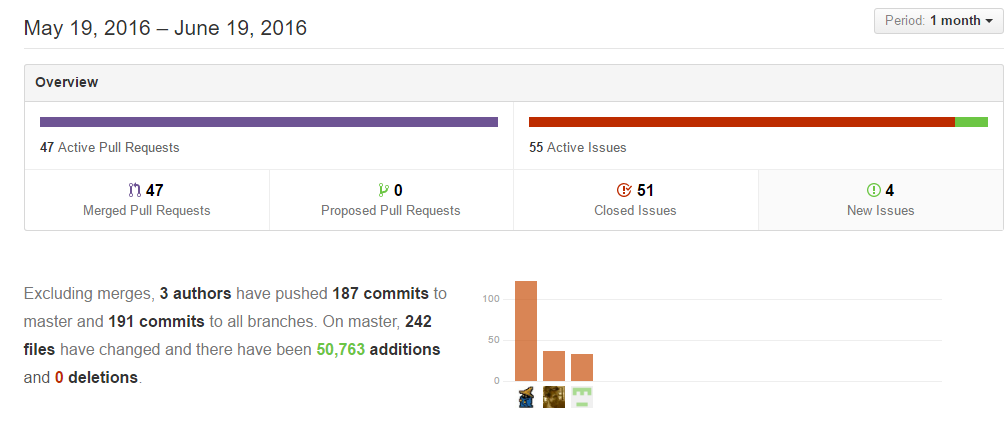 May 19, 2016 – June 19, 2016
Period: 1 month
Overview
47 Active Pull Requests
55 Active Issues
47
Merged Pull Requests
0
Proposed Pull Requests
51
Closed Issues
4
New Issues
Excluding merges, 3 authors have pushed 187 commits to
master and 191 commits to all branches. On master, 242
files have changed and there have been 50,763 additions
and 0 deletions.
100
50
0